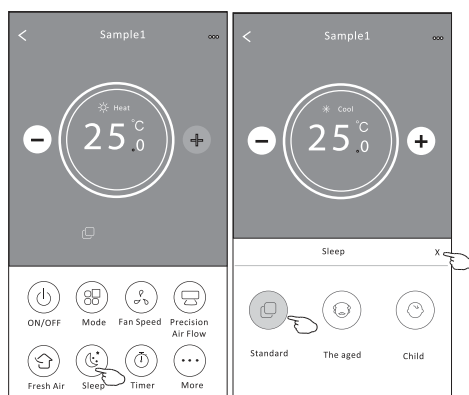 Sample1
Heat
25.0 °C
ON/OFF
Mode
Fan Speed
Precision
Air Flow
Fresh Air
Sleep
Timer
More
Sample1
Cool
25.0 °C
Sleep
X
Standard
The aged
Child